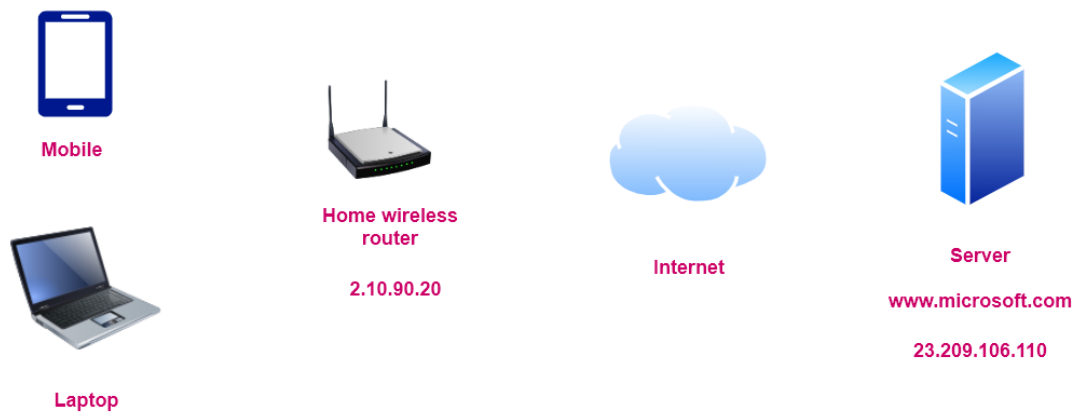 Mobile
Home wireless
router
2.10.90.20
Laptop
Internet
Server
www.microsoft.com
23.209.106.110